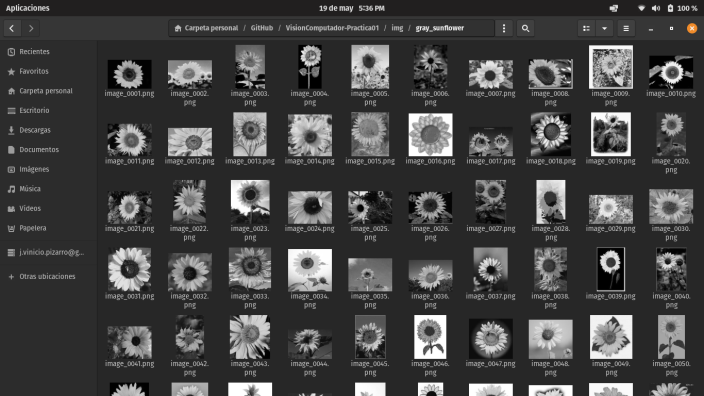 Aplicaciones
19 de may 5:36 PM
100 %
Carpeta personal / GitHub / VisionComputador-Practica01 / img / gray_sunflower
Recientes
Favoritos
Carpeta personal
Escritorio
Descargas
Documentos
Imágenes
Música
Vídeos
Papelera
j.vinicio.pizarro@g...
Otras ubicaciones
image_0001.png
image_0002.
png
image_0003.
png
image_0004.
png
image_0005.
png
image_0006.
png
image_0007.png
image_0008.
png
image_0009.
png
image_0010.png
image_0011.png
image_0012.png
image_0013.png
image_0014.png
image_0015.png
image_0016.png
image_0017.png
image_0018.png
image_0019.png
image_0020.
png
image_0021.png
image_0022.
png
image_0023.
png
image_0024.
png
image_0025.
png
image_0026.
png
image_0027.
png
image_0028.
png
image_0029.
png
image_0030.
png
image_0031.png
image_0032.
png
image_0033.
png
image_0034.
png
image_0035.
png
image_0036.
png
image_0037.png
image_0038.
png
image_0039.png
image_0040.
png
image_0041.png
image_0042.
png
image_0043.
png
image_0044.
png
image_0045.
png
image_0046.
png
image_0047.png
image_0048.
png
image_0049.
png
image_0050.
png